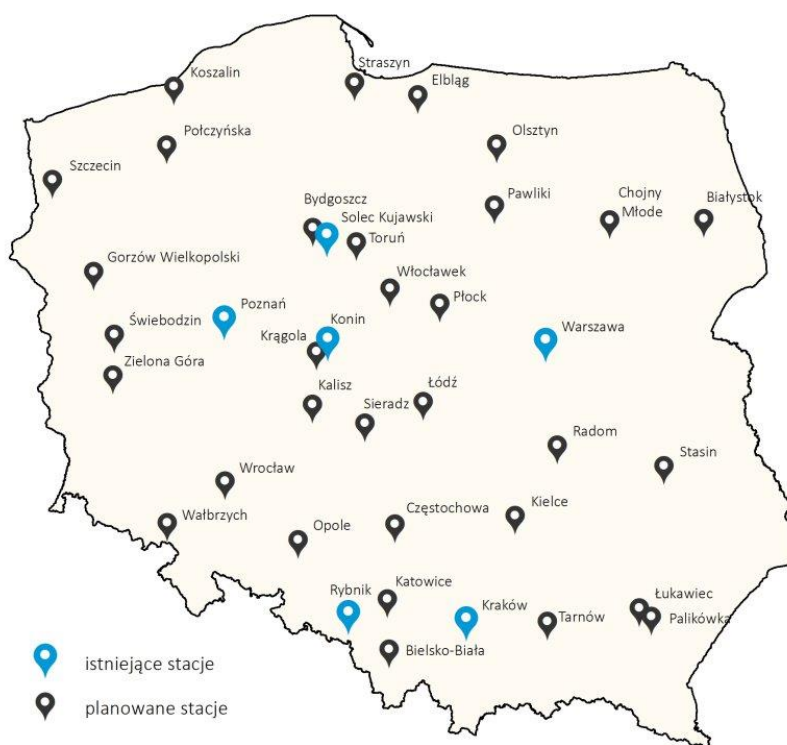 Straszyn
Koszalin
Elbląg
Połczyńska
Olsztyn
Szczecin
Pawliki
Chojny
Młode
Białystok
Bydgoszcz
Solec Kujawski
Toruń
Gorzów Wielkopolski
Włocławek
Płock
Poznań
Świebodzin
Konin
Krągola
Warszawa
Zielona Góra
Kalisz
Łódź
Sieradz
Radom
Stasin
Wrocław
Wałbrzych
Częstochowa
Kielce
Opole
Rybnik
Katowice
Kraków
Tarnów
Łukawiec
Palikówka
Bielsko-Biała
istniejące stacje
planowane stacje